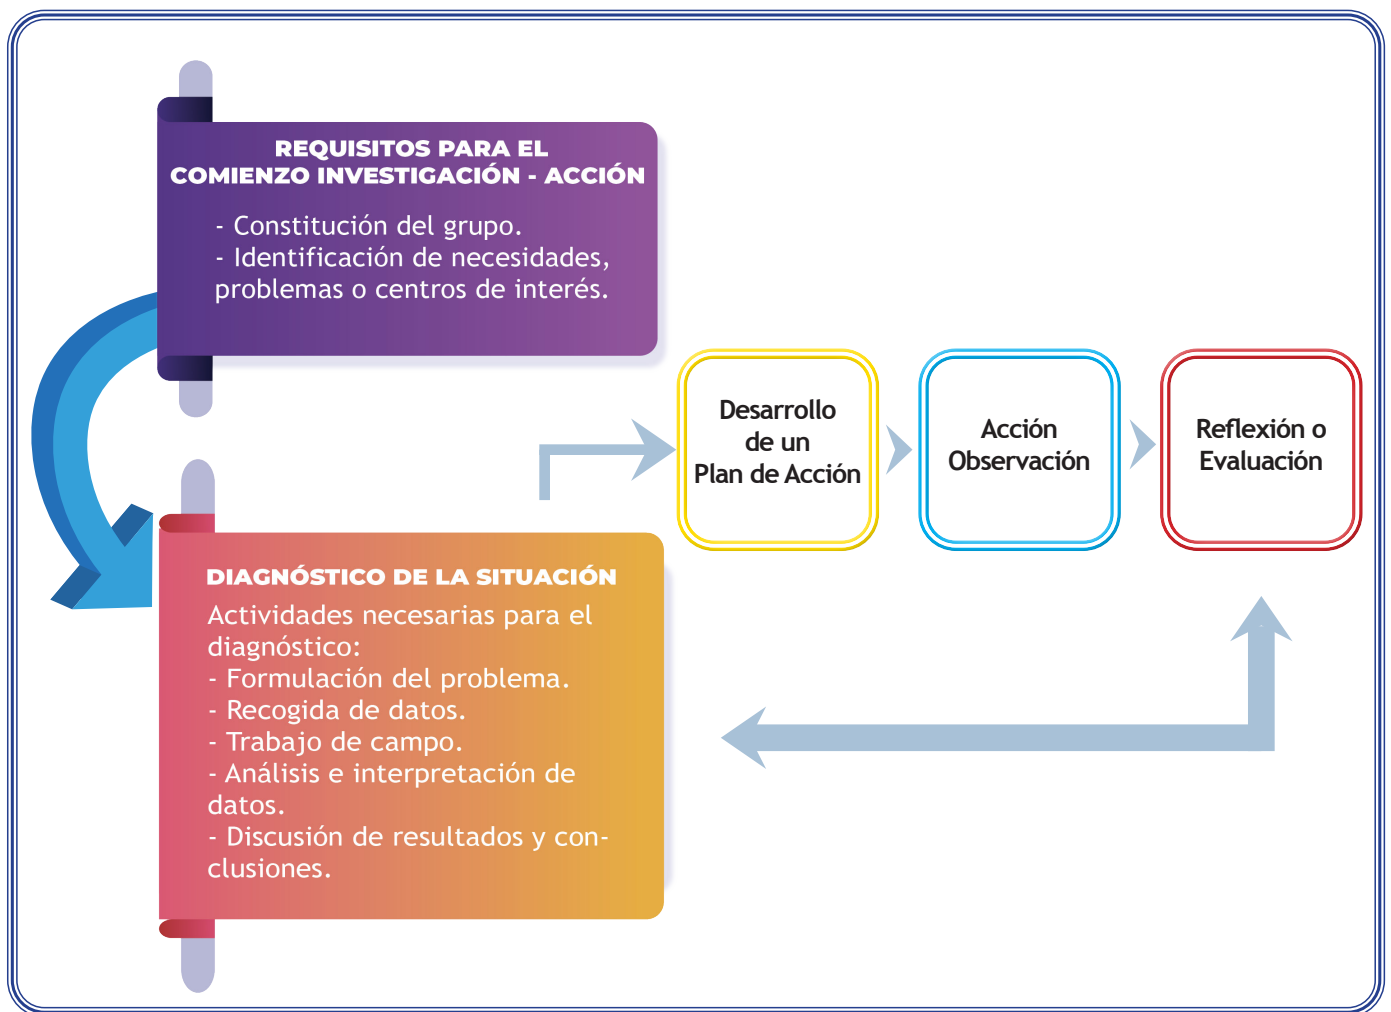 REQUISITOS PARA EL
COMIENZO INVESTIGACIÓN - ACCIÓN
- Constitución del grupo.
- Identificación de necesidades,
problemas o centros de interés.
Desarrollo
de un
Plan de Acción
Acción
Observación
Reflexión o
Evaluación
DIAGNÓSTICO DE LA SITUACIÓN
Actividades necesarias para el
diagnóstico:
- Formulación del problema.
- Recogida de datos.
- Trabajo de campo.
- Análisis e interpretación de
datos.
- Discusión de resultados y con-
clusiones.